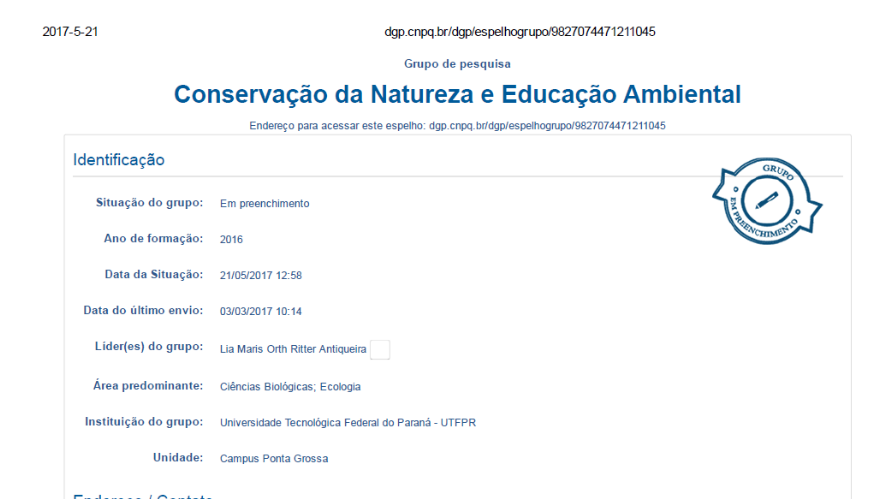 2017-5-21 dgp.cnpq.br/dgp/espelhogrupo/9827074471211045
Grupo de pesquisa
Conservação da Natureza e Educação Ambiental
Endereço para acessar este espelho: dgp.cnpq.br/dgp/espelhogrupo/9827074471211045
Identificação
GRUPO
EM PREENCHIMENTO
Situação do grupo: Em preenchimento
Ano de formação: 2016
Data da Situação: 21/05/2017 12:58
Data do último envio: 03/03/2017 10:14
Líder(es) do grupo: Lia Maris Orth Ritter Antiqueira
Área predominante: Ciências Biológicas; Ecologia
Instituição do grupo: Universidade Tecnológica Federal do Paraná - UTFPR
Unidade: Campus Ponta Grossa
Endereço / Contato